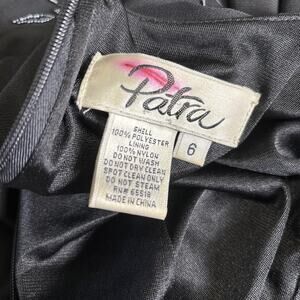 Patra
SHELL
100% POLYESTER
LINING
100% NYLON
DO NOT WASH
DO NOT DRY CLEAN
SPOT CLEAN ONLY
DO NOT STEAM
RN# 65518
MADE IN CHINA
6